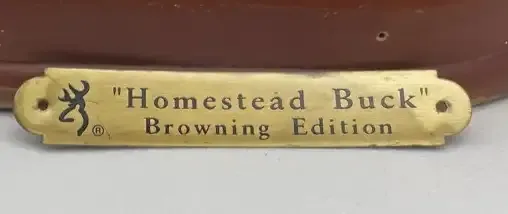 "Homestead Buck"
® Browning Edition